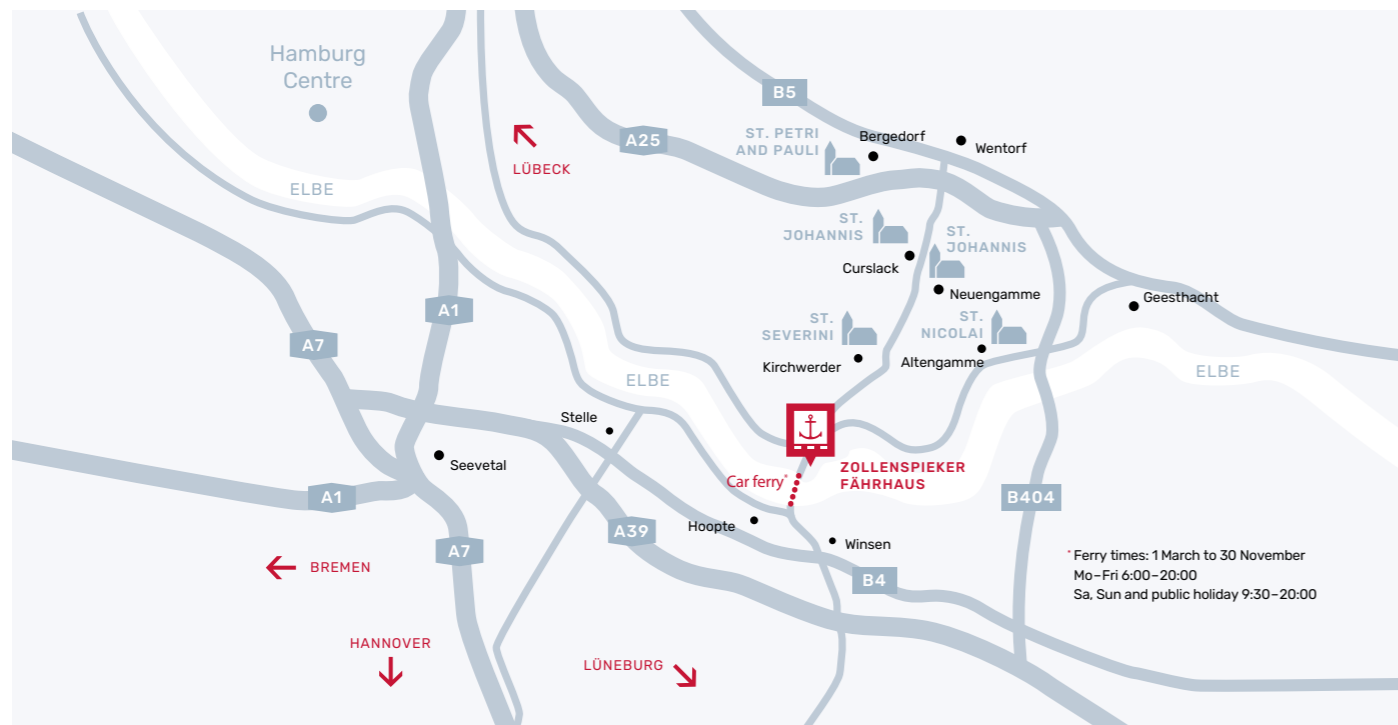 Hamburg
Centre
B5
ST. PETRI
AND PAULI
Bergedorf
Wentorf
A25
LÜBECK
ELBE
ST.
JOHANNIS
ST.
JOHANNIS
Curslack
Neuengamme
Geesthacht
A1
A7
ST.
SEVERINI
ST.
NICOLAI
Kirchwerder
Altengamme
ELBE
ELBE
Stelle
Seevetal
ZOLLENSPIEKER
FÄHRHAUS
Car ferry*
A1
B404
Hoopte
A39
Winsen
A7
B4
BREMEN
* Ferry times: 1 March to 30 November
Mo–Fri 6:00–20:00
Sa, Sun and public holiday 9:30–20:00
HANNOVER
LÜNEBURG